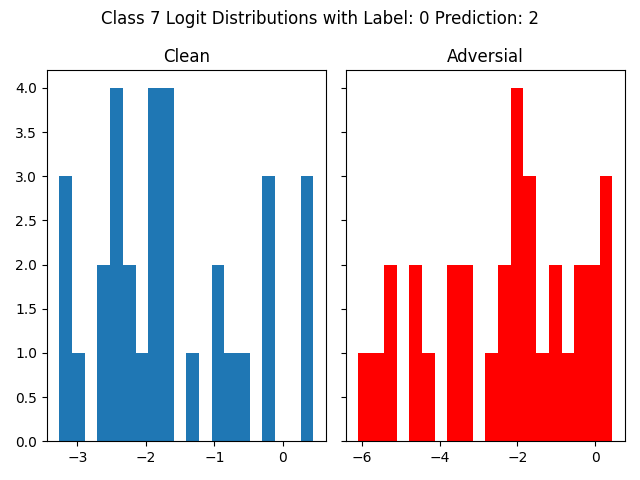 Class 7 Logit Distributions with Label: 0 Prediction: 2
Clean
Adversial
4.0
3.5
3.0
2.5
2.0
1.5
1.0
0.5
0.0
−3 −2 −1 0
−6 −4 −2 0